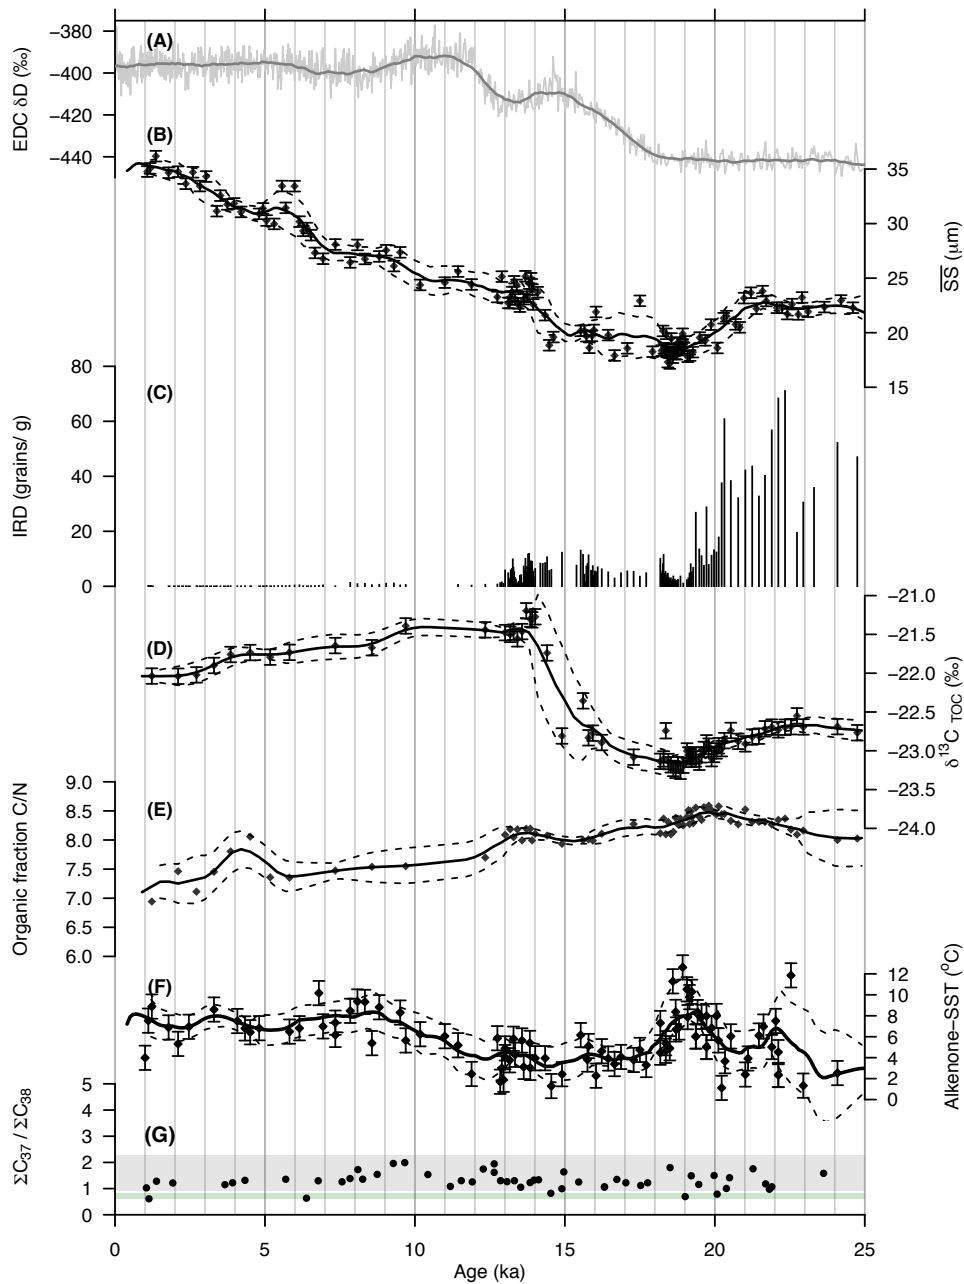 −380
−400
−420
−440
EDC δD (‰)
(A)
(B)
35
30
25
20
15
SS (μm)
80
60
40
20
0
IRD (grains/ g)
(C)
−21.0
−21.5
−22.0
−22.5
−23.0
−23.5
−24.0
δ ¹³C TOC (‰)
(D)
9.0
8.5
8.0
7.5
7.0
6.5
6.0
Organic fraction C/N
(E)
12
10
8
6
4
2
0
Alkenone−SST (⁰C)
(F)
5
4
3
2
1
0
ΣC₃₇ / ΣC₃₈
(G)
0 5 10 15 20 25
Age (ka)